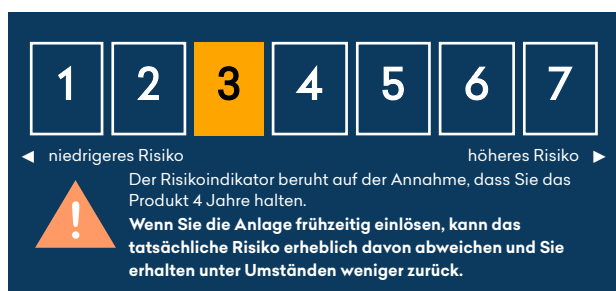 1 2 3 4 5 6 7
niedrigeres Risiko höheres Risiko
Der Risikoindikator beruht auf der Annahme, dass Sie das
Produkt 4 Jahre halten.
Wenn Sie die Anlage frühzeitig einlösen, kann das
tatsächliche Risiko erheblich davon abweichen und Sie
erhalten unter Umständen weniger zurück.